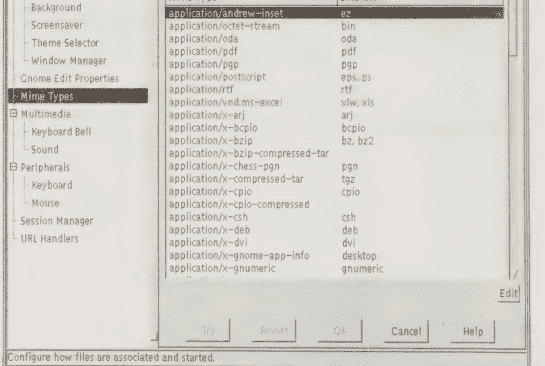 Background
Screensaver
Theme Selector
Window Manager
Gnome Edit Properties
Mime Types
Multimedia
Keyboard Bell
Sound
Peripherals
Keyboard
Mouse
Session Manager
URL Handlers
application/andrew-inset ez
application/octet-stream bin
application/oda oda
application/pdf pdf
application/pgp pgp
application/postscript eps, ps
application/rtf rtf
application/vnd.ms-excel xlw, xls
application/x-arj arj
application/x-bcpio bcpio
application/x-bzip bz, bz2
application/x-bzip-compressed-tar
application/x-chess-pgn pgn
application/x-compressed-tar tgz
application/x-cpio cpio
application/x-cpio-compressed
application/x-csh csh
application/x-deb deb
application/x-dvi dvi
application/x-gnome-app-info desktop
application/x-gnumeric gnumeric
Edit
Try Revert OK Cancel Help
Configure how files are associated and started.